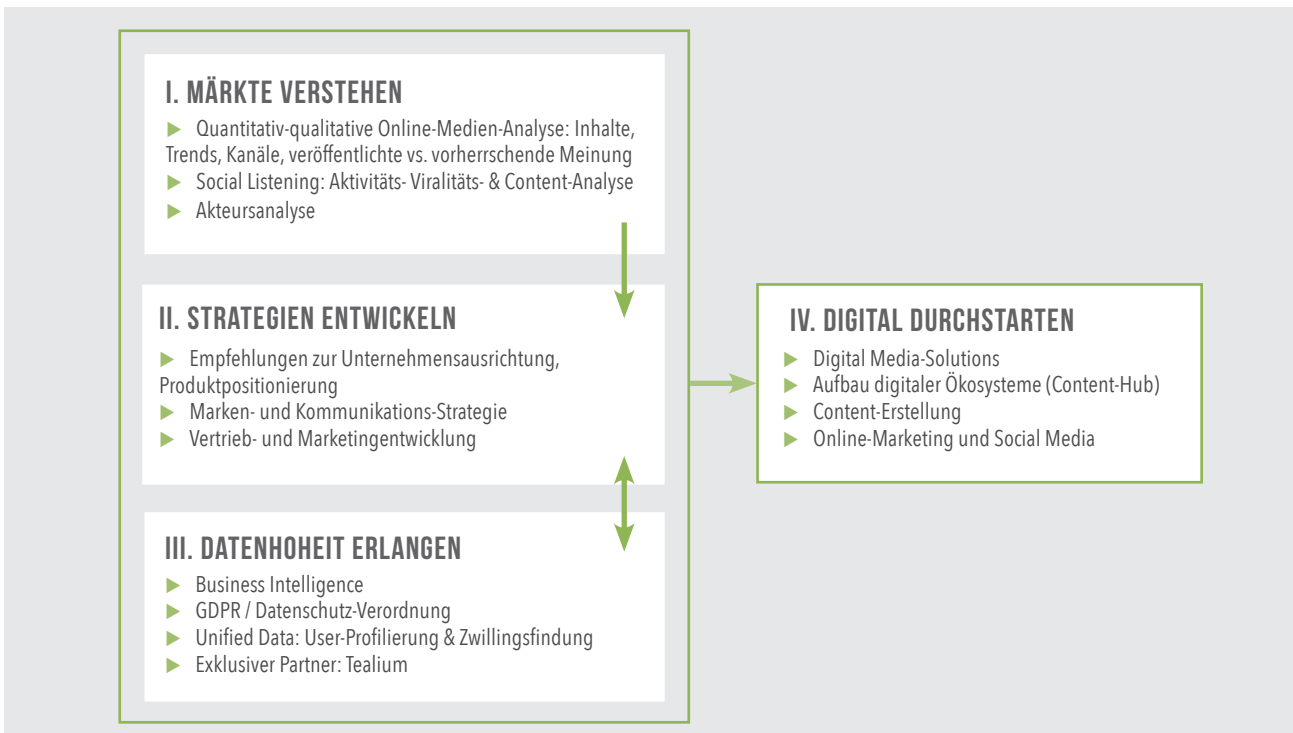 I. MÄRKTE VERSTEHEN
▶ Quantitativ-qualitative Online-Medien-Analyse: Inhalte,
Trends, Kanäle, veröffentlichte vs. vorherrschende Meinung
▶ Social Listening: Aktivitäts- Viralitäts- & Content-Analyse
▶ Akteursanalyse
II. STRATEGIEN ENTWICKELN
▶ Empfehlungen zur Unternehmensausrichtung,
Produktpositionierung
▶ Marken- und Kommunikations-Strategie
▶ Vertrieb- und Marketingentwicklung
III. DATENHOHEIT ERLANGEN
▶ Business Intelligence
▶ GDPR / Datenschutz-Verordnung
▶ Unified Data: User-Profilierung & Zwillingsfindung
▶ Exklusiver Partner: Tealium
IV. DIGITAL DURCHSTARTEN
▶ Digital Media-Solutions
▶ Aufbau digitaler Ökosysteme (Content-Hub)
▶ Content-Erstellung
▶ Online-Marketing und Social Media